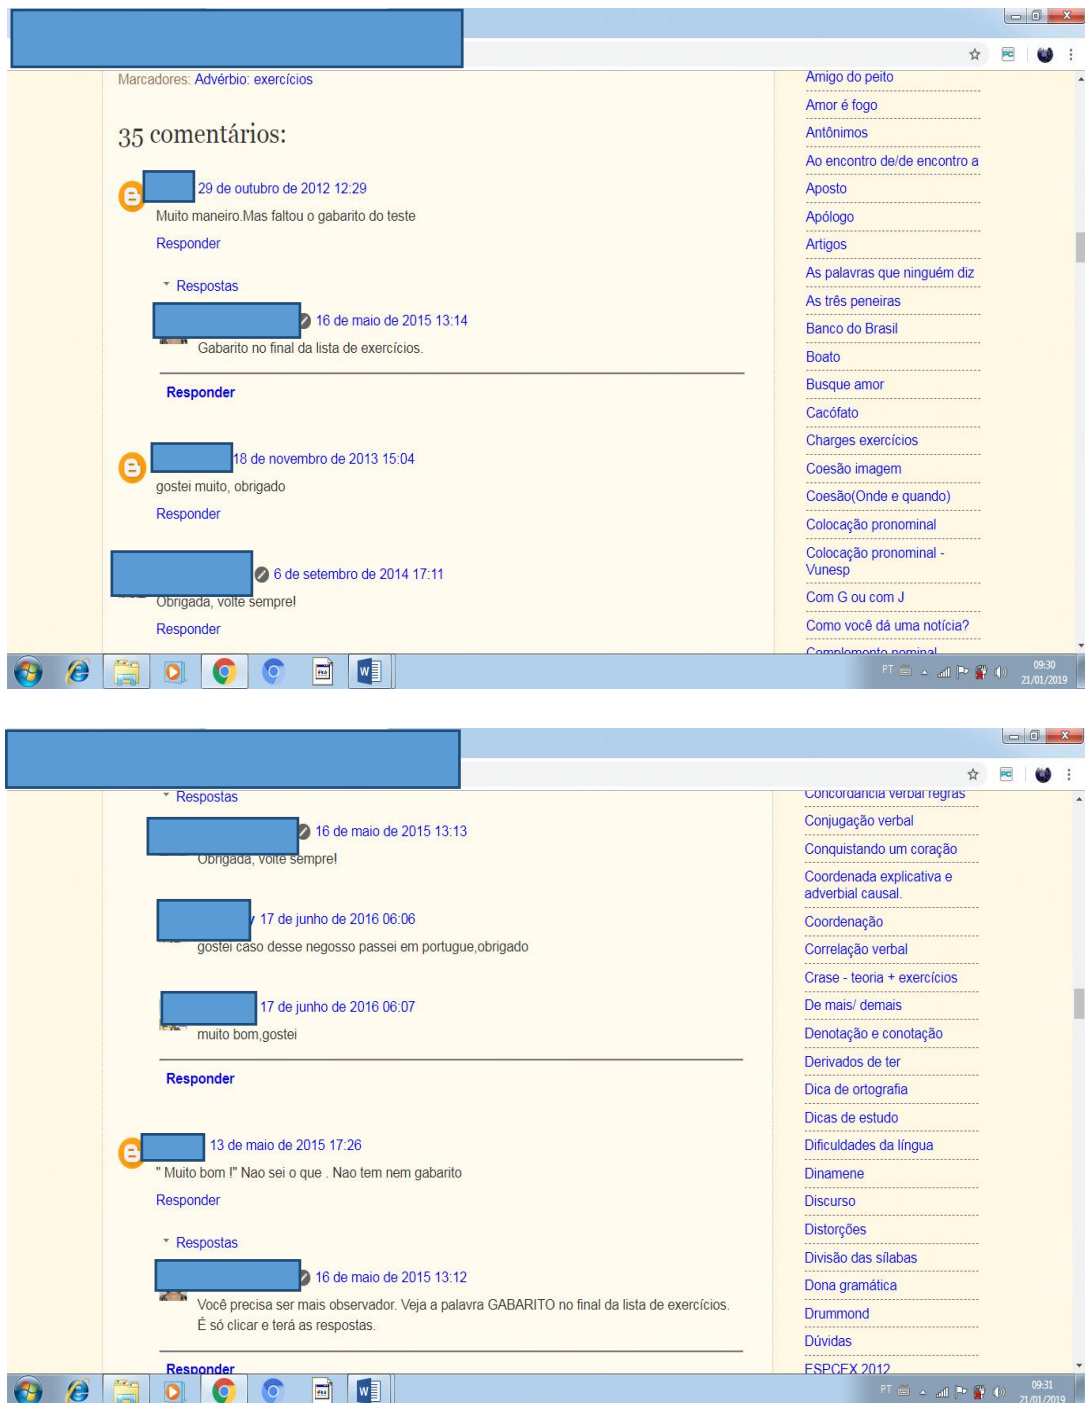 Marcadores: Advérbio: exercícios
35 comentários:
29 de outubro de 2012 12:29
Muito maneiro.Mas faltou o gabarito do teste
Responder
Respostas
16 de maio de 2015 13:14
Gabarito no final da lista de exercícios.
Responder
18 de novembro de 2013 15:04
gostei muito, obrigado
Responder
6 de setembro de 2014 17:11
Obrigada, volte sempre!
Responder
Amigo do peito
Amor é fogo
Antônimos
Ao encontro de/de encontro a
Aposto
Apólogo
Artigos
As palavras que ninguém diz
As três peneiras
Banco do Brasil
Boato
Busque amor
Cacófato
Charges exercícios
Coesão imagem
Coesão(Onde e quando)
Colocação pronominal
Colocação pronominal -
Vunesp
Com G ou com J
Como você dá uma notícia?
Complemento nominal
PT
09:30
21/01/2019
Respostas
16 de maio de 2015 13:13
Obrigada, volte sempre!
y 17 de junho de 2016 06:06
gostei caso desse negosso passei em portugue,obrigado
17 de junho de 2016 06:07
muito bom,gostei
Responder
13 de maio de 2015 17:26
" Muito bom !" Nao sei o que . Nao tem nem gabarito
Responder
Respostas
16 de maio de 2015 13:12
Você precisa ser mais observador. Veja a palavra GABARITO no final da lista de exercícios.
É só clicar e terá as respostas.
Responder
Concordância verbal regras
Conjugação verbal
Conquistando um coração
Coordenada explicativa e
adverbial causal.
Coordenação
Correlação verbal
Crase - teoria + exercícios
De mais/ demais
Denotação e conotação
Derivados de ter
Dica de ortografia
Dicas de estudo
Dificuldades da língua
Dinamene
Discurso
Distorções
Divisão das sílabas
Dona gramática
Drummond
Dúvidas
ESPCEX 2012
PT
09:31
21/01/2019